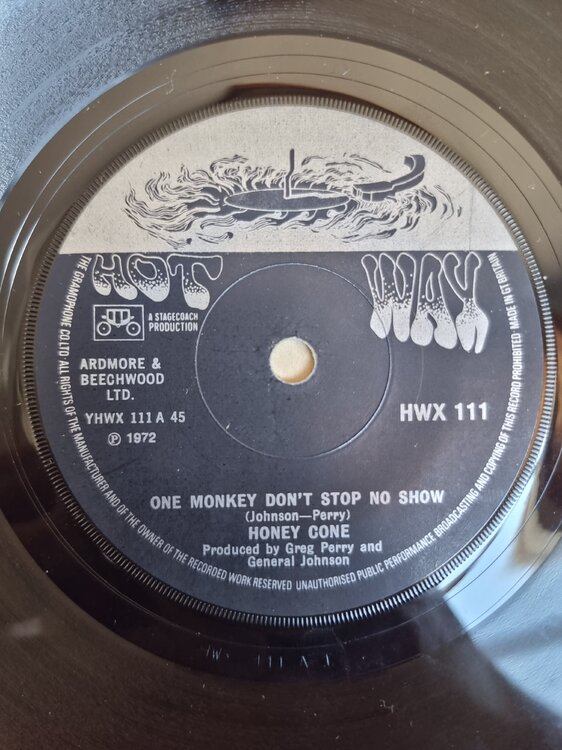 HOT WAX
A STAGECOACH
PRODUCTION
ARDMORE &
BEECHWOOD
LTD.
YHWX 111 A 45
℗ 1972
HWX 111
ONE MONKEY DON'T STOP NO SHOW
(Johnson—Perry)
HONEY CONE
Produced by Greg Perry and
General Johnson
THE GRAMOPHONE CO. LTD ALL RIGHTS OF THE MANUFACTURER AND OF THE OWNER OF THE RECORDED WORK RESERVED UNAUTHORISED PUBLIC PERFORMANCE BROADCASTING AND COPYING OF THIS RECORD PROHIBITED MADE IN GT BRITAIN